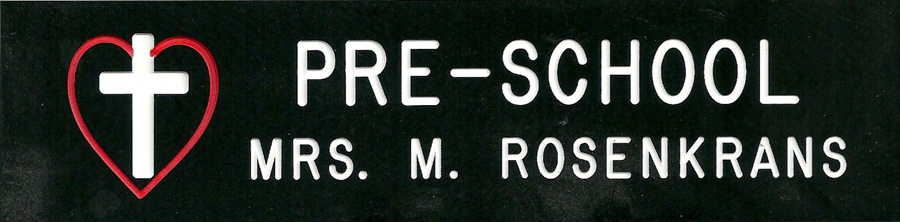 PRE-SCHOOL
MRS. M. ROSENKRANS